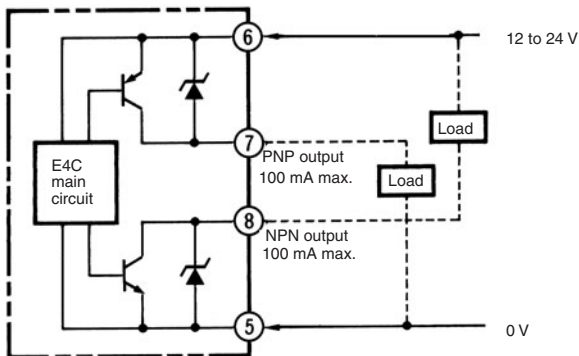 6
12 to 24 V
Load
7
PNP output
100 mA max.
Load
E4C
main
circuit
8
NPN output
100 mA max.
5
0 V